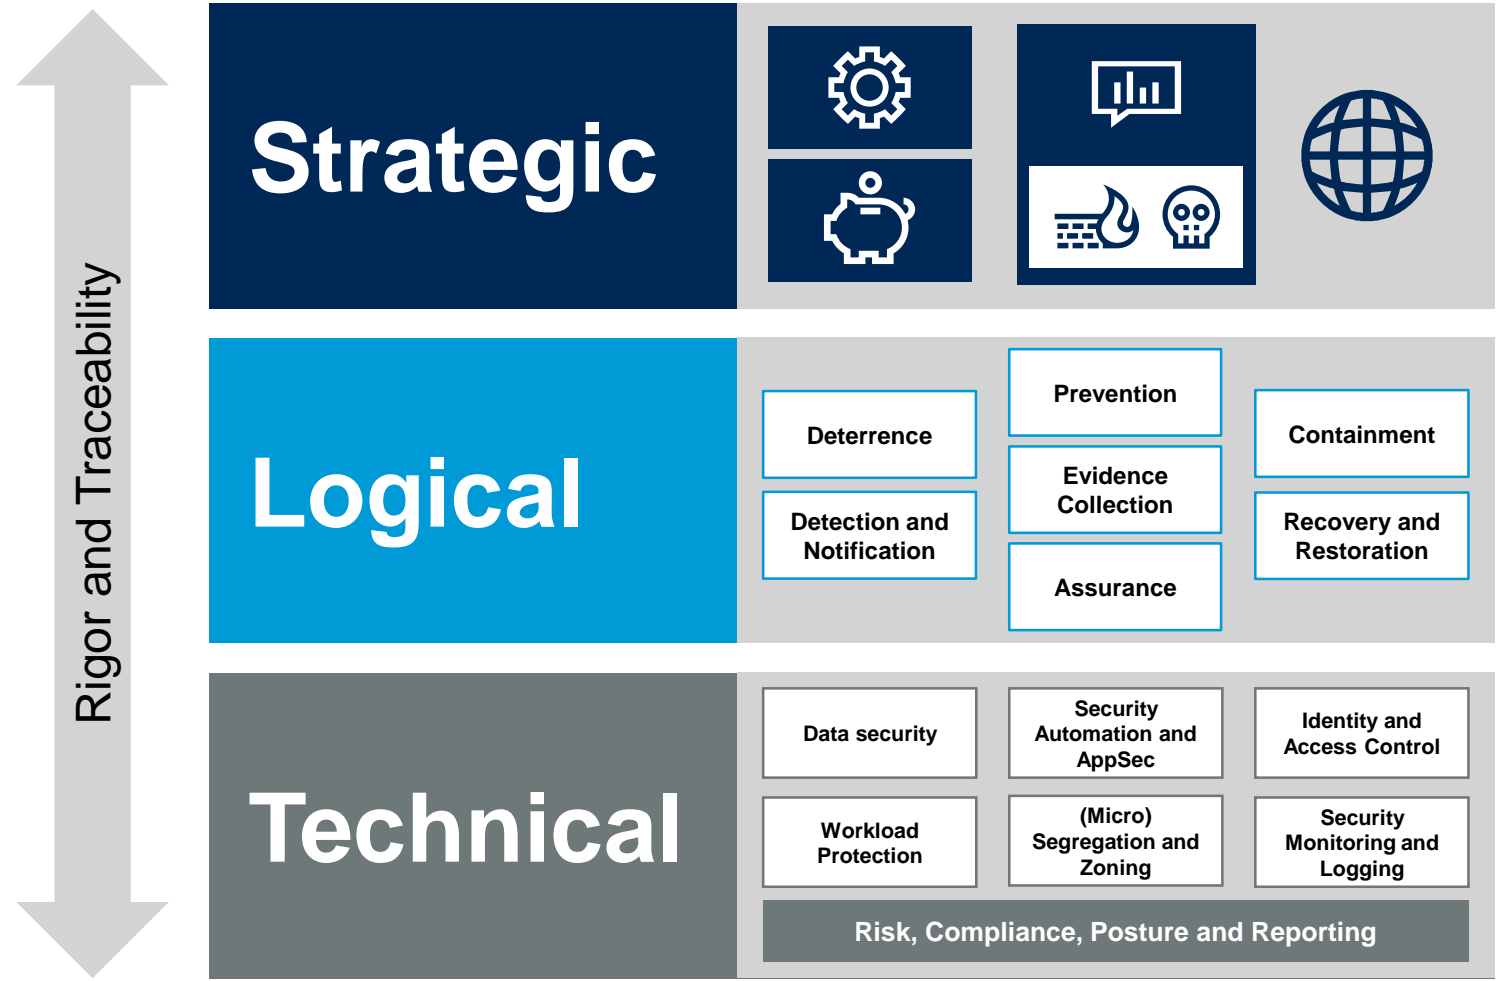 Rigor and Traceability
Strategic
Logical
Deterrence
Detection and
Notification
Prevention
Evidence
Collection
Assurance
Containment
Recovery and
Restoration
Technical
Data security
Security
Automation and
AppSec
Identity and
Access Control
Workload
Protection
(Micro)
Segregation and
Zoning
Security
Monitoring and
Logging
Risk, Compliance, Posture and Reporting